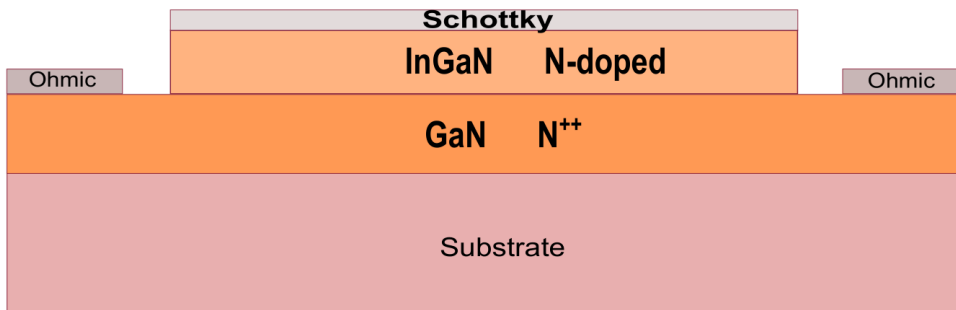 Schottky
InGaN N-doped
Ohmic
Ohmic
GaN N++
Substrate